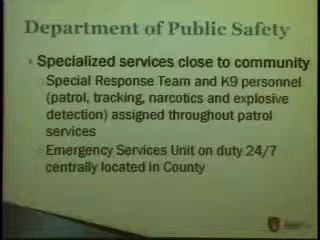 Department of Public Safety
Specialized services close to community
Special Response Team and K9 personnel
(patrol, tracking, narcotics and explosive
detection) assigned throughout patrol
services
Emergency Services Unit on duty 24/7
centrally located in County